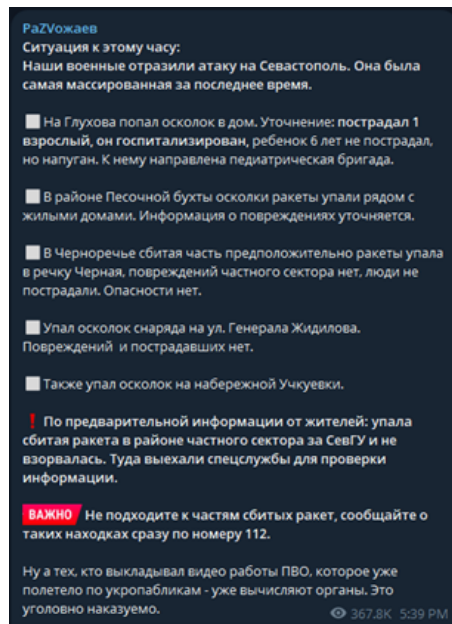 РаZVожаев
Ситуация к этому часу:
Наши военные отразили атаку на Севастополь. Она была
самая массированная за последнее время.
На Глухова попал осколок в дом. Уточнение: пострадал 1
взрослый, он госпитализирован, ребенок 6 лет не пострадал,
но напуган. К нему направлена педиатрическая бригада.
В районе Песочной бухты осколки ракеты упали рядом с
жилыми домами. Информация о повреждениях уточняется.
В Черноречье сбитая часть предположительно ракеты упала
в речку Черная, повреждений частного сектора нет, люди не
пострадали. Опасности нет.
Упал осколок снаряда на ул. Генерала Жидилова.
Повреждений и пострадавших нет.
Также упал осколок на набережной Учкуевки.
❗ По предварительной информации от жителей: упала
сбитая ракета в районе частного сектора за СевГУ и не
взорвалась. Туда выехали спецслужбы для проверки
информации.
ВАЖНО Не подходите к частям сбитых ракет, сообщайте о
таких находках сразу по номеру 112.
Ну а тех, кто выкладывал видео работы ПВО, которое уже
полетело по укропабликам - уже вычисляют органы. Это
уголовно наказуемо.
367.8K 5:39 PM